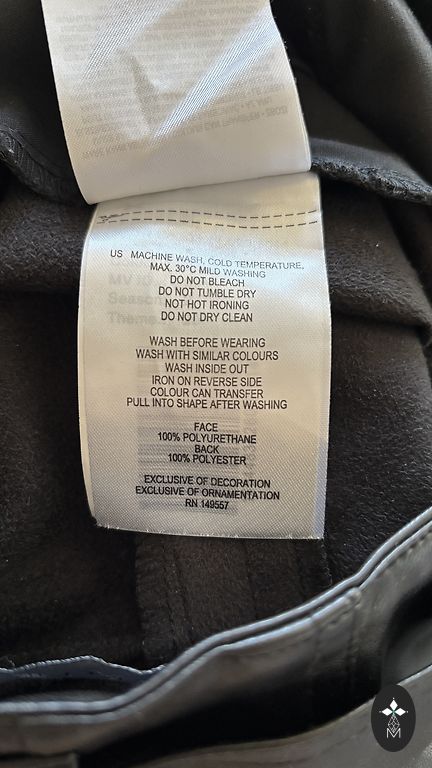 US MACHINE WASH, COLD TEMPERATURE,
MAX. 30°C MILD WASHING
DO NOT BLEACH
DO NOT TUMBLE DRY
NOT HOT IRONING
DO NOT DRY CLEAN
WASH BEFORE WEARING
WASH WITH SIMILAR COLOURS
WASH INSIDE OUT
IRON ON REVERSE SIDE
COLOUR CAN TRANSFER
PULL INTO SHAPE AFTER WASHING
FACE
100% POLYURETHANE
BACK
100% POLYESTER
EXCLUSIVE OF DECORATION
EXCLUSIVE OF ORNAMENTATION
RN 149557
M